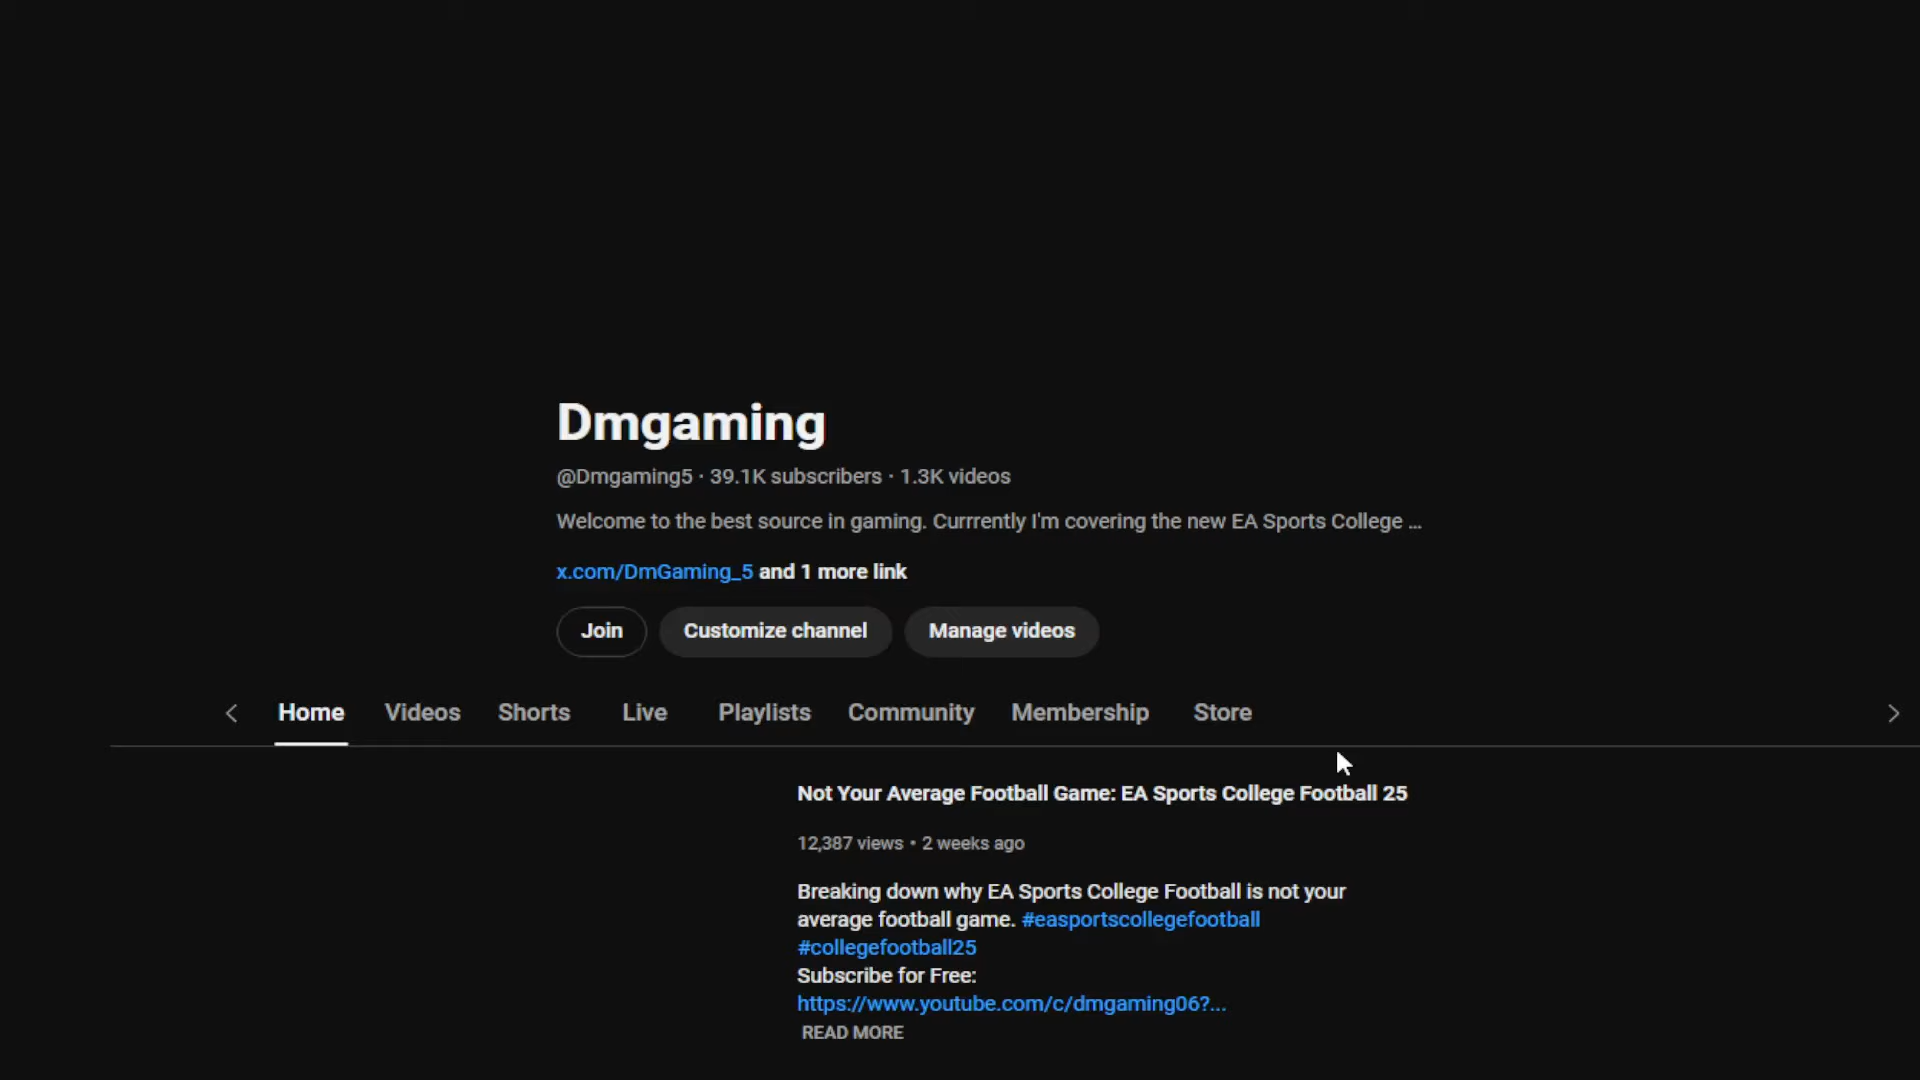 Dmgaming
@Dmgaming5 · 39.1K subscribers · 1.3K videos
Welcome to the best source in gaming. Currrently I'm covering the new EA Sports College ...
x.com/DmGaming_5 and 1 more link
Join Customize channel Manage videos
Home Videos Shorts Live Playlists Community Membership Store
Not Your Average Football Game: EA Sports College Football 25
12,387 views • 2 weeks ago
Breaking down why EA Sports College Football is not your
average football game. #easportscollegefootball
#collegefootball25
Subscribe for Free:
https://www.youtube.com/c/dmgaming06?...
READ MORE